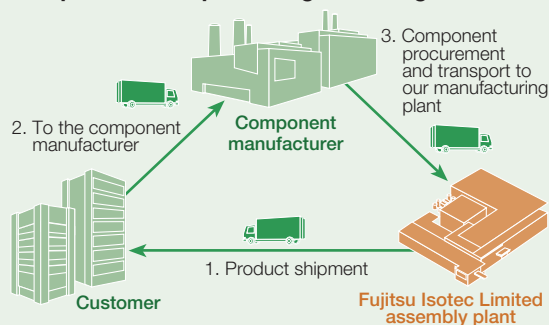 3. Component
procurement
and transport to
our manufacturing
plant
2. To the component
manufacturer
Component
manufacturer
1. Product shipment
Customer
Fujitsu Isotec Limited
assembly plant